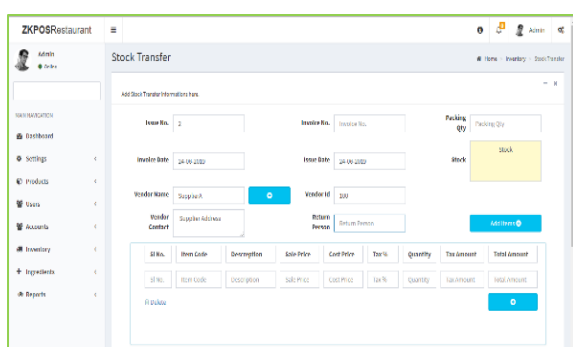 ZKPOSRestaurant
Admin
Stock Transfer
Admin
Home
Inventory
Stock Transfer
Add Stock Transfer Informations here.
MAIN NAVIGATION
Dashboard
Settings
Products
Users
Accounts
Inventory
Ingredients
Reports
Issue No. 2
Invoice No. Invoice No.
Packing Qty Packing Qty
Invoice Date 24-06-2019
Issue Date 24-06-2019
Stock Stock
Vendor Name Supplier A
Vendor Id 100
Vendor Contact Supplier Address
Return Person Return Person
Add Items
Sl No. Item Code Description Sale Price Cost Price Tax % Quantity Tax Amount Total Amount
Sl No. Item Code Description Sale Price Cost Price Tax % Quantity Tax Amount Total Amount
Delete